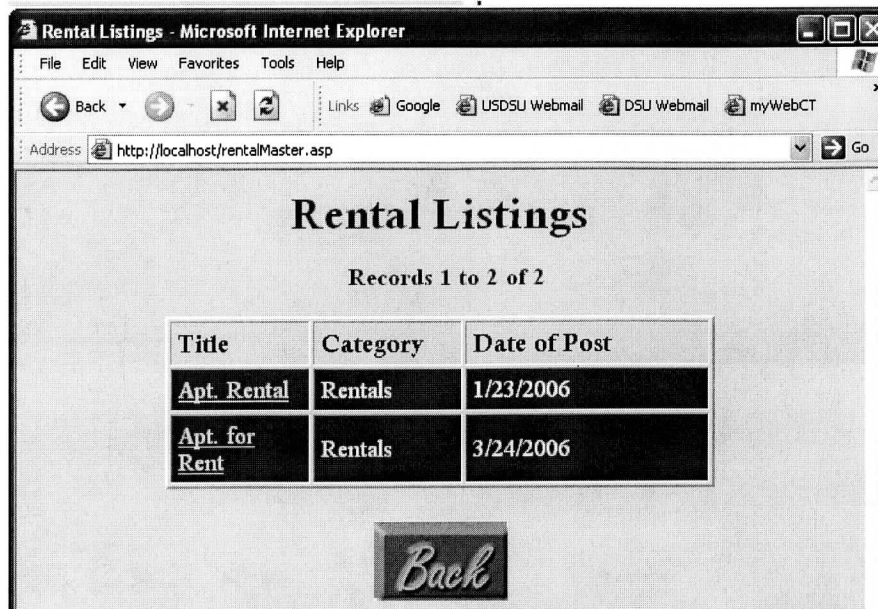 Rental Listings - Microsoft Internet Explorer
File Edit View Favorites Tools Help
Back Links Google USDSU Webmail DSU Webmail myWebCT »
Address http://localhost/rentalMaster.asp Go
Rental Listings
Records 1 to 2 of 2
Title Category Date of Post
Apt. Rental Rentals 1/23/2006
Apt. for Rent Rentals 3/24/2006
Back